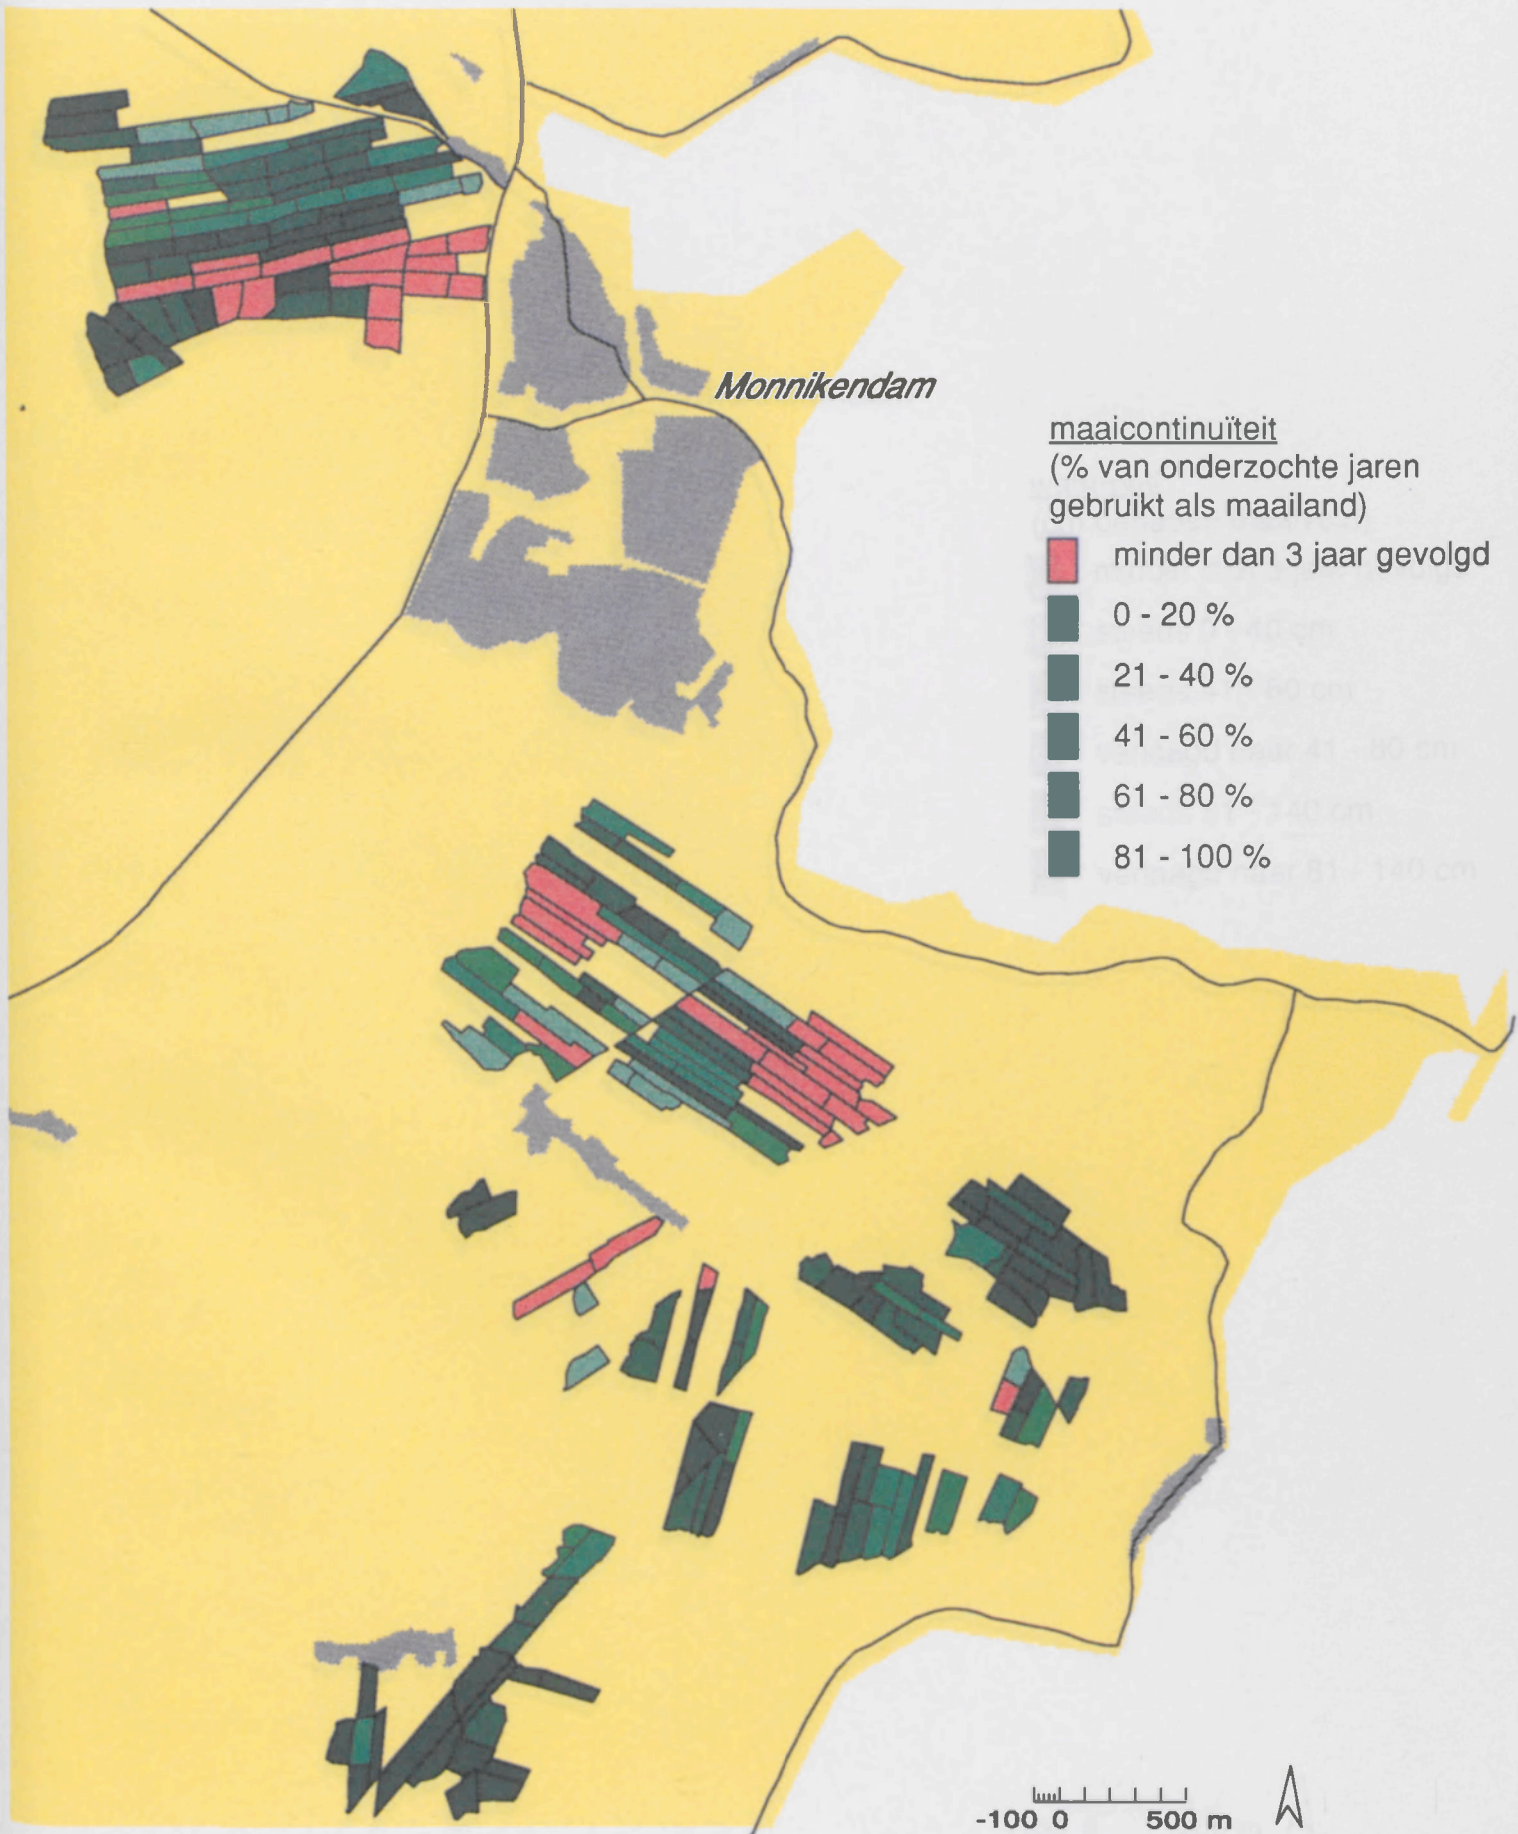 Monnikendam
maaicontinuïteit
(% van onderzochte jaren
gebruikt als maailand)
minder dan 3 jaar gevolgd
0 - 20 %
21 - 40 %
41 - 60 %
61 - 80 %
81 - 100 %
-100 0 500 m